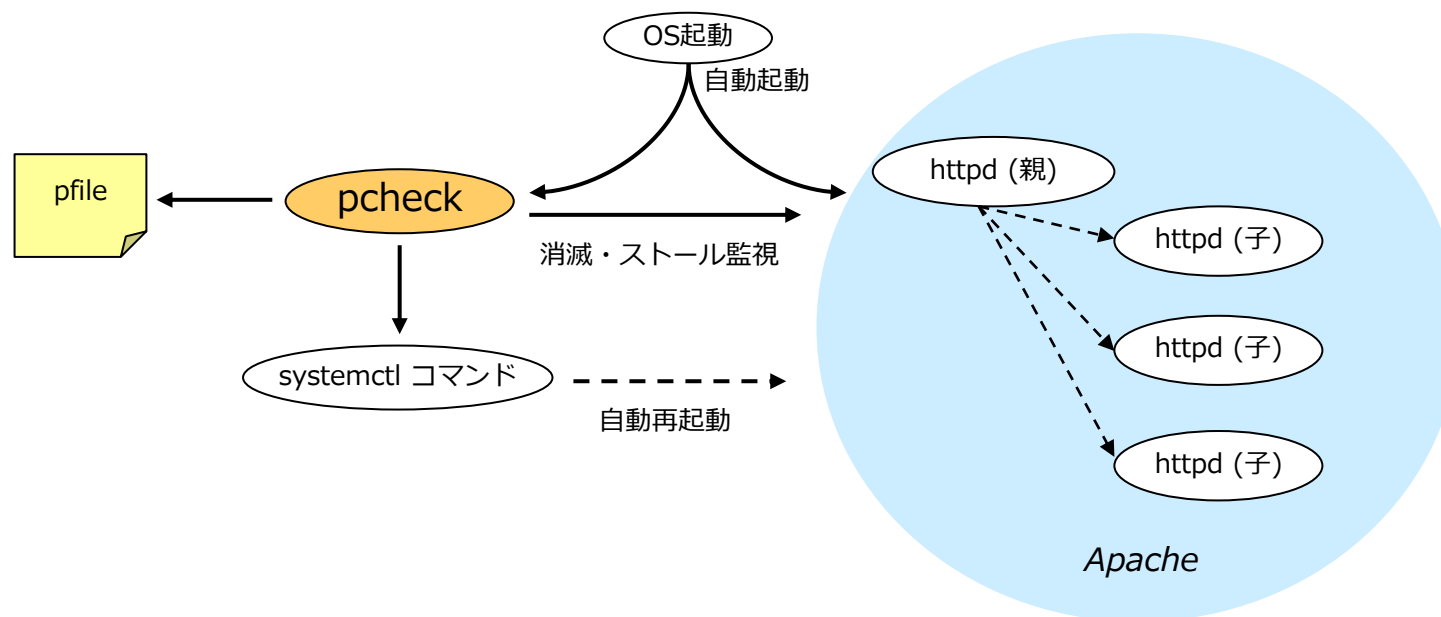 OS起動
自動起動
pfile
pcheck
httpd (親)
消滅・ストール監視
httpd (子)
httpd (子)
systemctl コマンド
自動再起動
httpd (子)
Apache